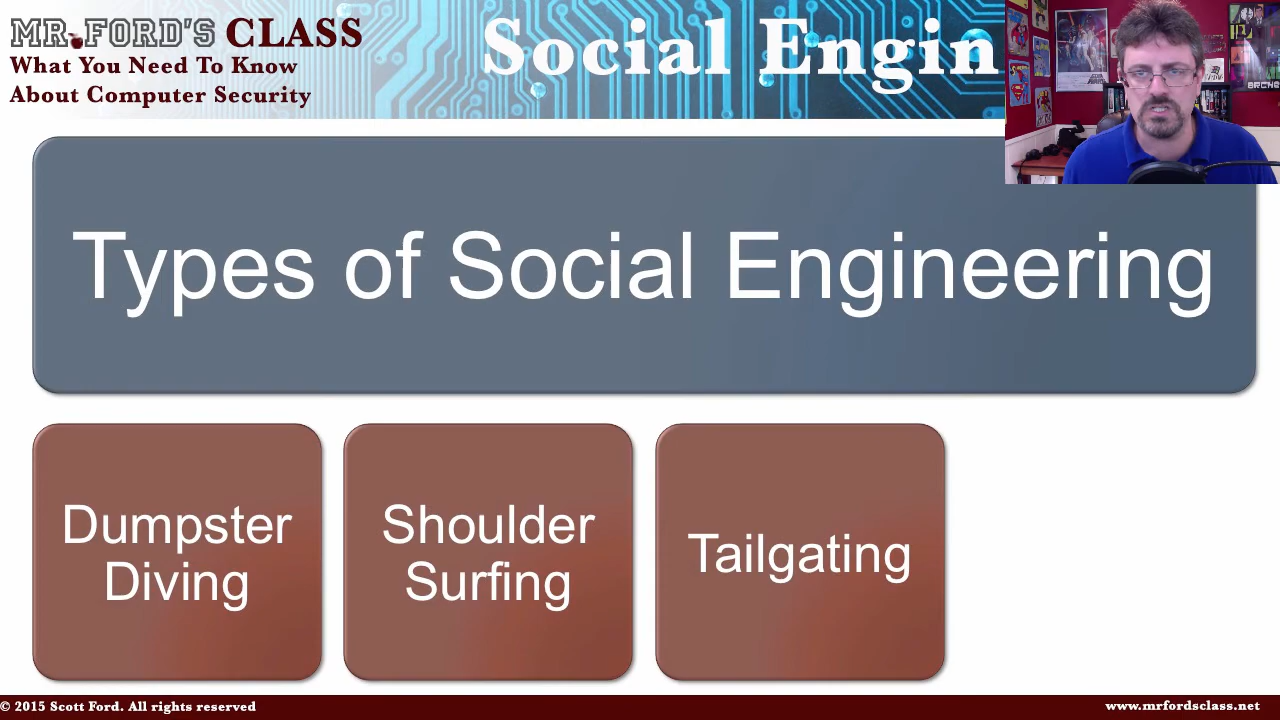 MR. FORD'S CLASS
What You Need To Know
About Computer Security
Social Engin
Types of Social Engineering
Dumpster
Diving
Shoulder
Surfing
Tailgating
© 2015 Scott Ford. All rights reserved
www.mrfordsclass.net